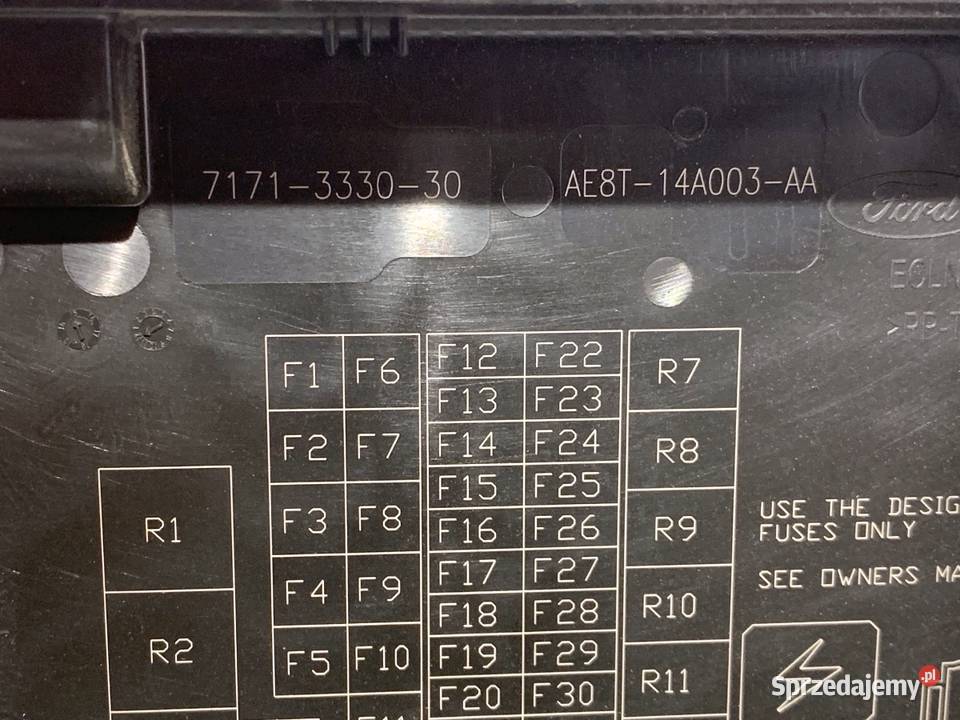 7171-3330-30
AE8T-14A003-AA
Ford
F1 F6 F12 F22 R7
F13 F23
F2 F7 F14 F24 R8
F15 F25
R1 F3 F8 F16 F26 R9
F17 F27
F4 F9 F18 F28 R10
R2 F5 F10 F19 F29 R11
F20 F30
USE THE DESIG
FUSES ONLY
SEE OWNERS MA
Sprzedajemy.pl